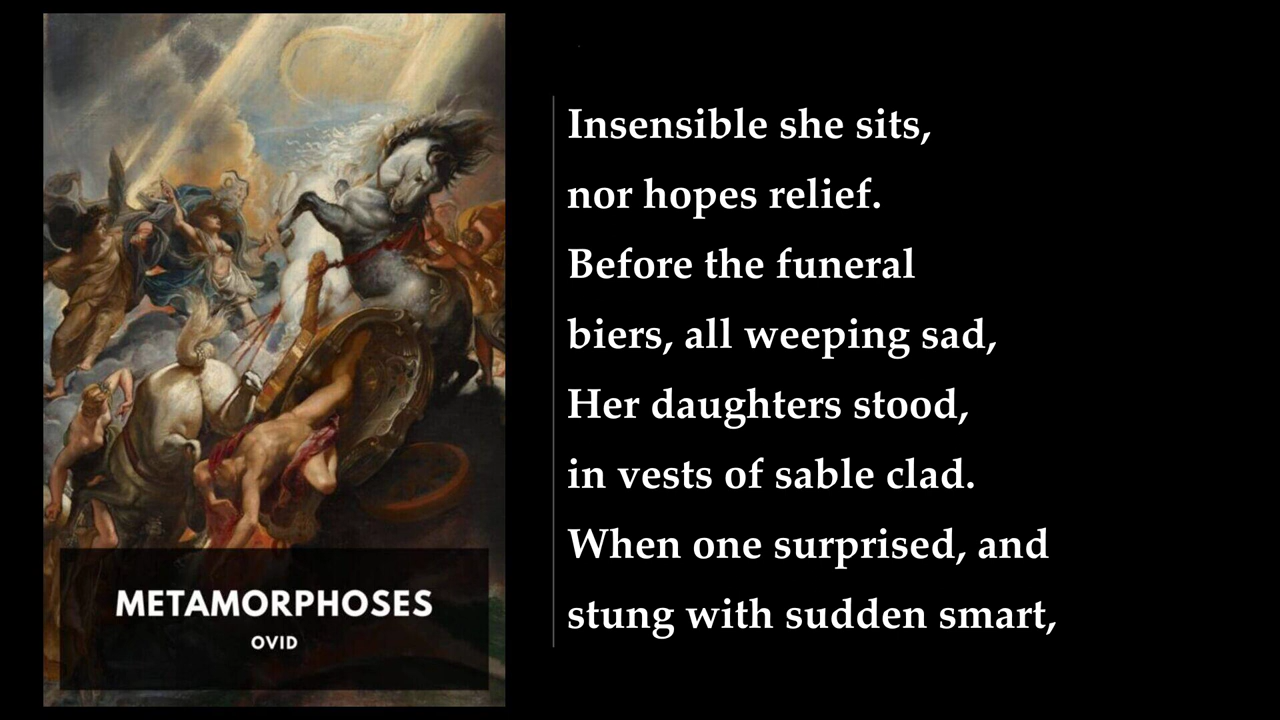 METAMORPHOSES
OVID
Insensible she sits,
nor hopes relief.
Before the funeral
biers, all weeping sad,
Her daughters stood,
in vests of sable clad.
When one surprised, and
stung with sudden smart,